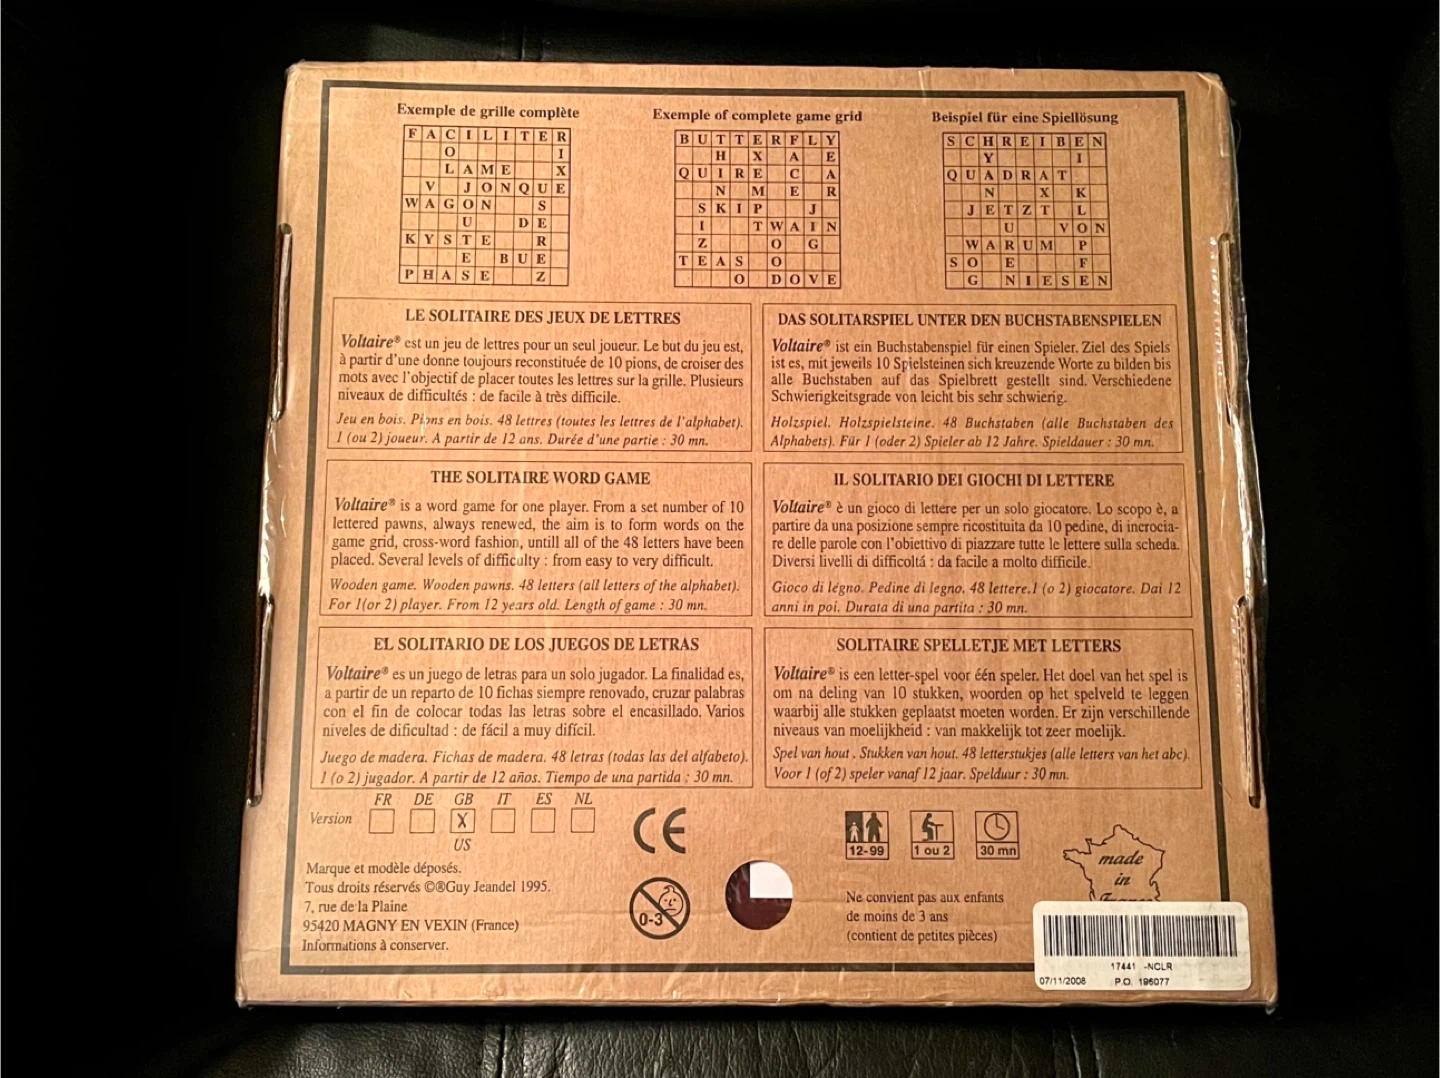 Exemple de grille complète
F A C I L I T E R
O I
L A M E X
V J O N Q U E
W A G O N S
U D E
K Y S T E R
E B U E
P H A S E Z
Exemple of complete game grid
B U T T E R F L Y
H X A E
Q U I R E C A
N M E R
S K I P J
I T W A I N
Z O G
T E A S O
O D O V E
Beispiel für eine Spiellösung
S C H R E I B E N
Y I
Q U A D R A T
N X K
J E T Z T L
U V O N
W A R U M P
S O E F
G N I E S E N
LE SOLITAIRE DES JEUX DE LETTRES
Voltaire® est un jeu de lettres pour un seul joueur. Le but du jeu est,
à partir d'une donne toujours reconstituée de 10 pions, de croiser des
mots avec l'objectif de placer toutes les lettres sur la grille. Plusieurs
niveaux de difficultés : de facile à très difficile.
Jeu en bois. Pions en bois. 48 lettres (toutes les lettres de l'alphabet).
1 (ou 2) joueur. A partir de 12 ans. Durée d'une partie : 30 mn.
DAS SOLITARSPIEL UNTER DEN BUCHSTABENSPIELEN
Voltaire® ist ein Buchstabenspiel für einen Spieler. Ziel des Spiels
ist es, mit jeweils 10 Spielsteinen sich kreuzende Worte zu bilden bis
alle Buchstaben auf das Spielbrett gestellt sind. Verschiedene
Schwierigkeitsgrade von leicht bis sehr schwierig.
Holzspiel. Holzspielsteine. 48 Buchstaben (alle Buchstaben des
Alphabets). Für 1 (oder 2) Spieler ab 12 Jahre. Spieldauer : 30 mn.
THE SOLITAIRE WORD GAME
Voltaire® is a word game for one player. From a set number of 10
lettered pawns, always renewed, the aim is to form words on the
game grid, cross-word fashion, untill all of the 48 letters have been
placed. Several levels of difficulty : from easy to very difficult.
Wooden game. Wooden pawns. 48 letters (all letters of the alphabet).
For 1(or 2) player. From 12 years old. Length of game : 30 mn.
IL SOLITARIO DEI GIOCHI DI LETTERE
Voltaire® è un gioco di lettere per un solo giocatore. Lo scopo è, a
partire da una posizione sempre ricostituita da 10 pedine, di incrocia-
re delle parole con l'obiettivo di piazzare tutte le lettere sulla scheda.
Diversi livelli di difficoltá : da facile a molto difficile.
Gioco di légno. Pedine di legno. 48 lettere.1 (o 2) giocatore. Dai 12
anni in poi. Durata di una partita : 30 mn.
EL SOLITARIO DE LOS JUEGOS DE LETRAS
Voltaire® es un juego de letras para un solo jugador. La finalidad es,
a partir de un reparto de 10 fichas siempre renovado, cruzar palabras
con el fin de colocar todas las letras sobre el encasillado. Varios
niveles de dificultad : de fácil a muy difícil.
Juego de madera. Fichas de madera. 48 letras (todas las del alfabeto).
1 (o 2) jugador. A partir de 12 años. Tiempo de una partida : 30 mn.
SOLITAIRE SPELLETJE MET LETTERS
Voltaire® is een letter-spel voor één speler. Het doel van het spel is
om na deling van 10 stukken, woorden op het spelveld te leggen
waarbij alle stukken geplaatst moeten worden. Er zijn verschillende
niveaus van moelijkheid : van makkelijk tot zeer moelijk.
Spel van hout . Stukken van hout. 48 letterstukjes (alle letters van het abc).
Voor 1 (of 2) speler vanaf 12 jaar. Spelduur : 30 mn.
FR DE GB IT ES NL
Version X
US
Marque et modèle déposés.
Tous droits réservés ©®Guy Jeandel 1995.
7, rue de la Plaine
95420 MAGNY EN VEXIN (France)
Informations à conserver.
CE
0-3
12-99
1 ou 2
30 mn
Ne convient pas aux enfants
de moins de 3 ans
(contient de petites pièces)
made
in
France
17441 -NCLR
07/11/2008 P.O. 196077